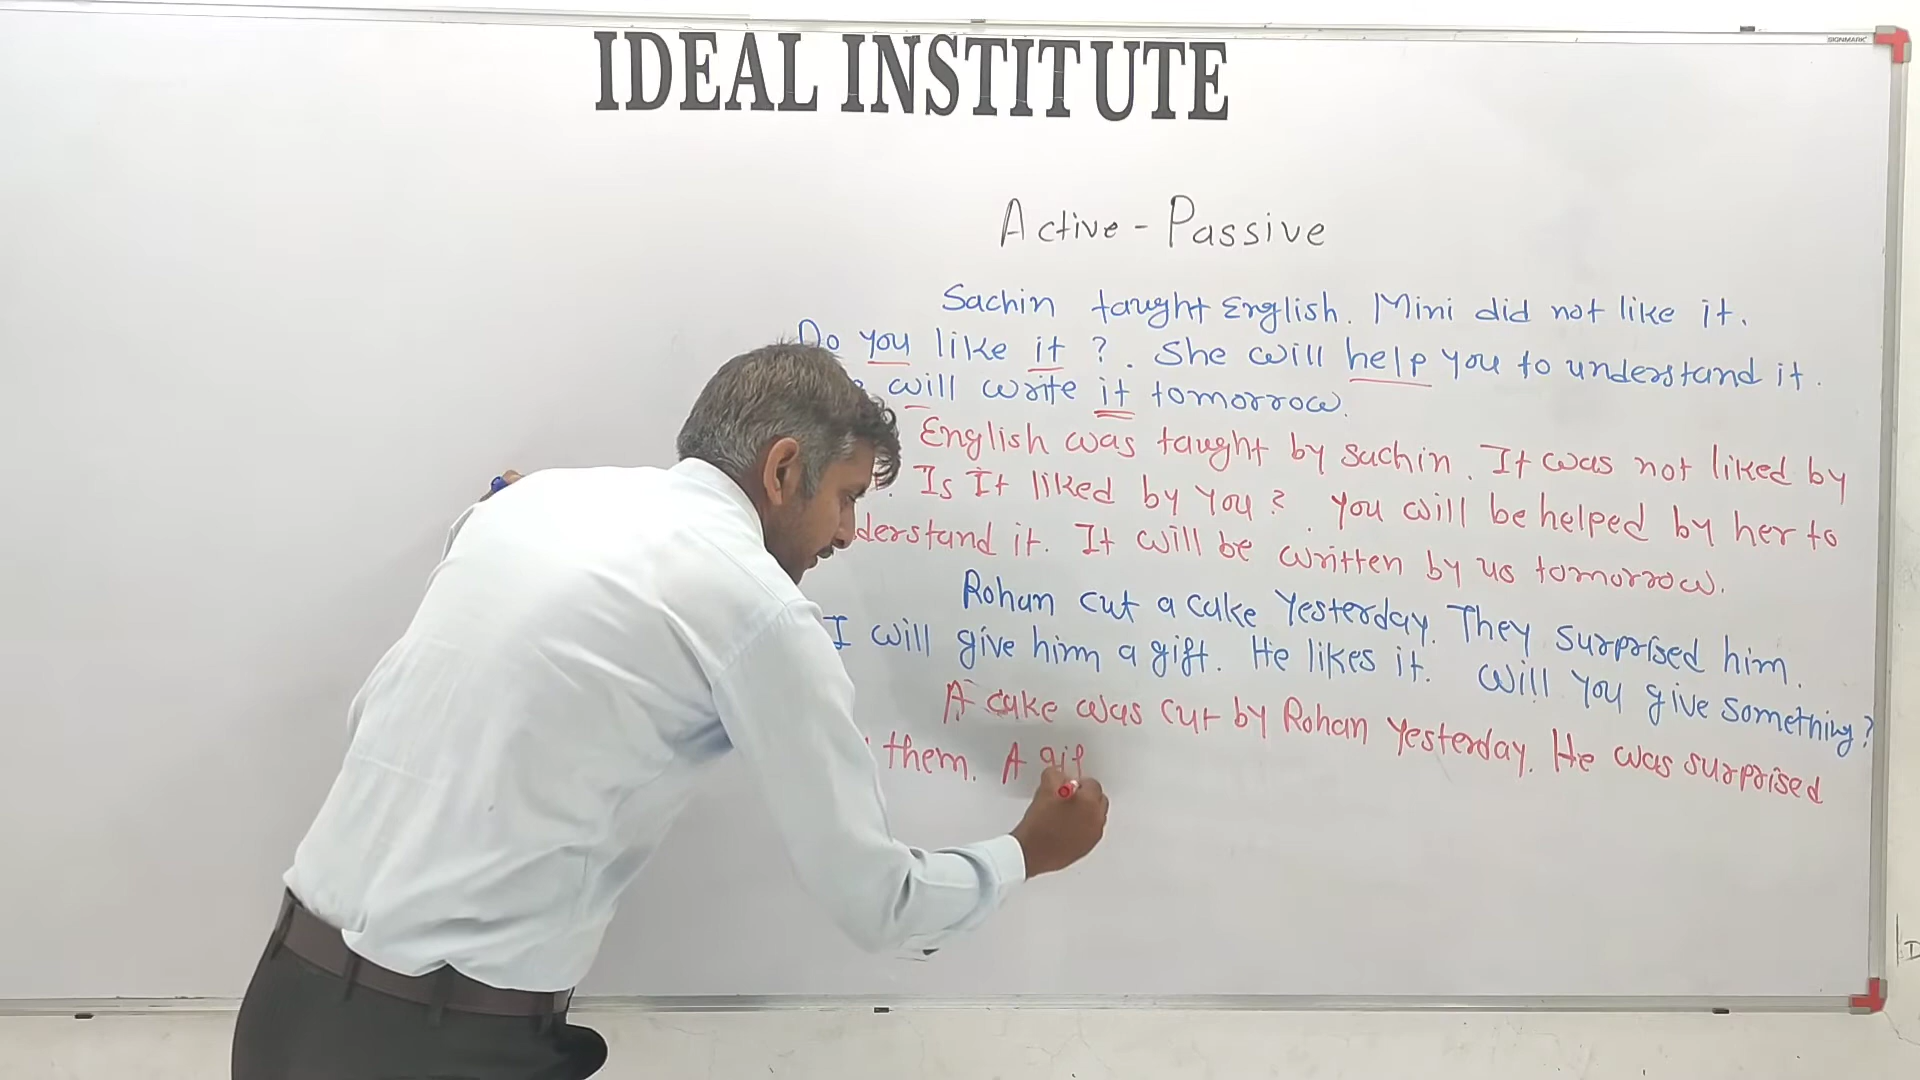 SIGNMARK
IDEAL INSTITUTE
Active - Passive
Sachin taught English. Mini did not like it.
Do you like it ? . She will help you to understand it.
will write it tomorrow.
English was taught by sachin. It was not liked by
. Is It liked by You ? . You will be helped by her to
derstand it. It will be written by us tomorrow.
Rohan cut a cake Yesterday. They surprised him.
I will give him a gift. He likes it. Will you give something?
A cake was cut by Rohan Yesterday. He was surprised
them. A gif